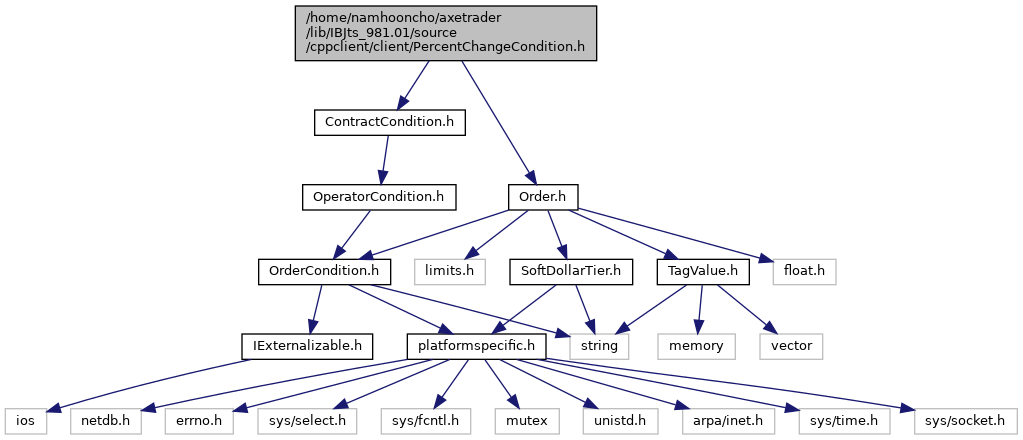 /home/namhooncho/axetrader
/lib/IBJts_981.01/source
/cppclient/client/PercentChangeCondition.h
ContractCondition.h
OperatorCondition.h
Order.h
OrderCondition.h
limits.h
SoftDollarTier.h
TagValue.h
float.h
IExternalizable.h
platformspecific.h
string
memory
vector
ios
netdb.h
errno.h
sys/select.h
sys/fcntl.h
mutex
unistd.h
arpa/inet.h
sys/time.h
sys/socket.h